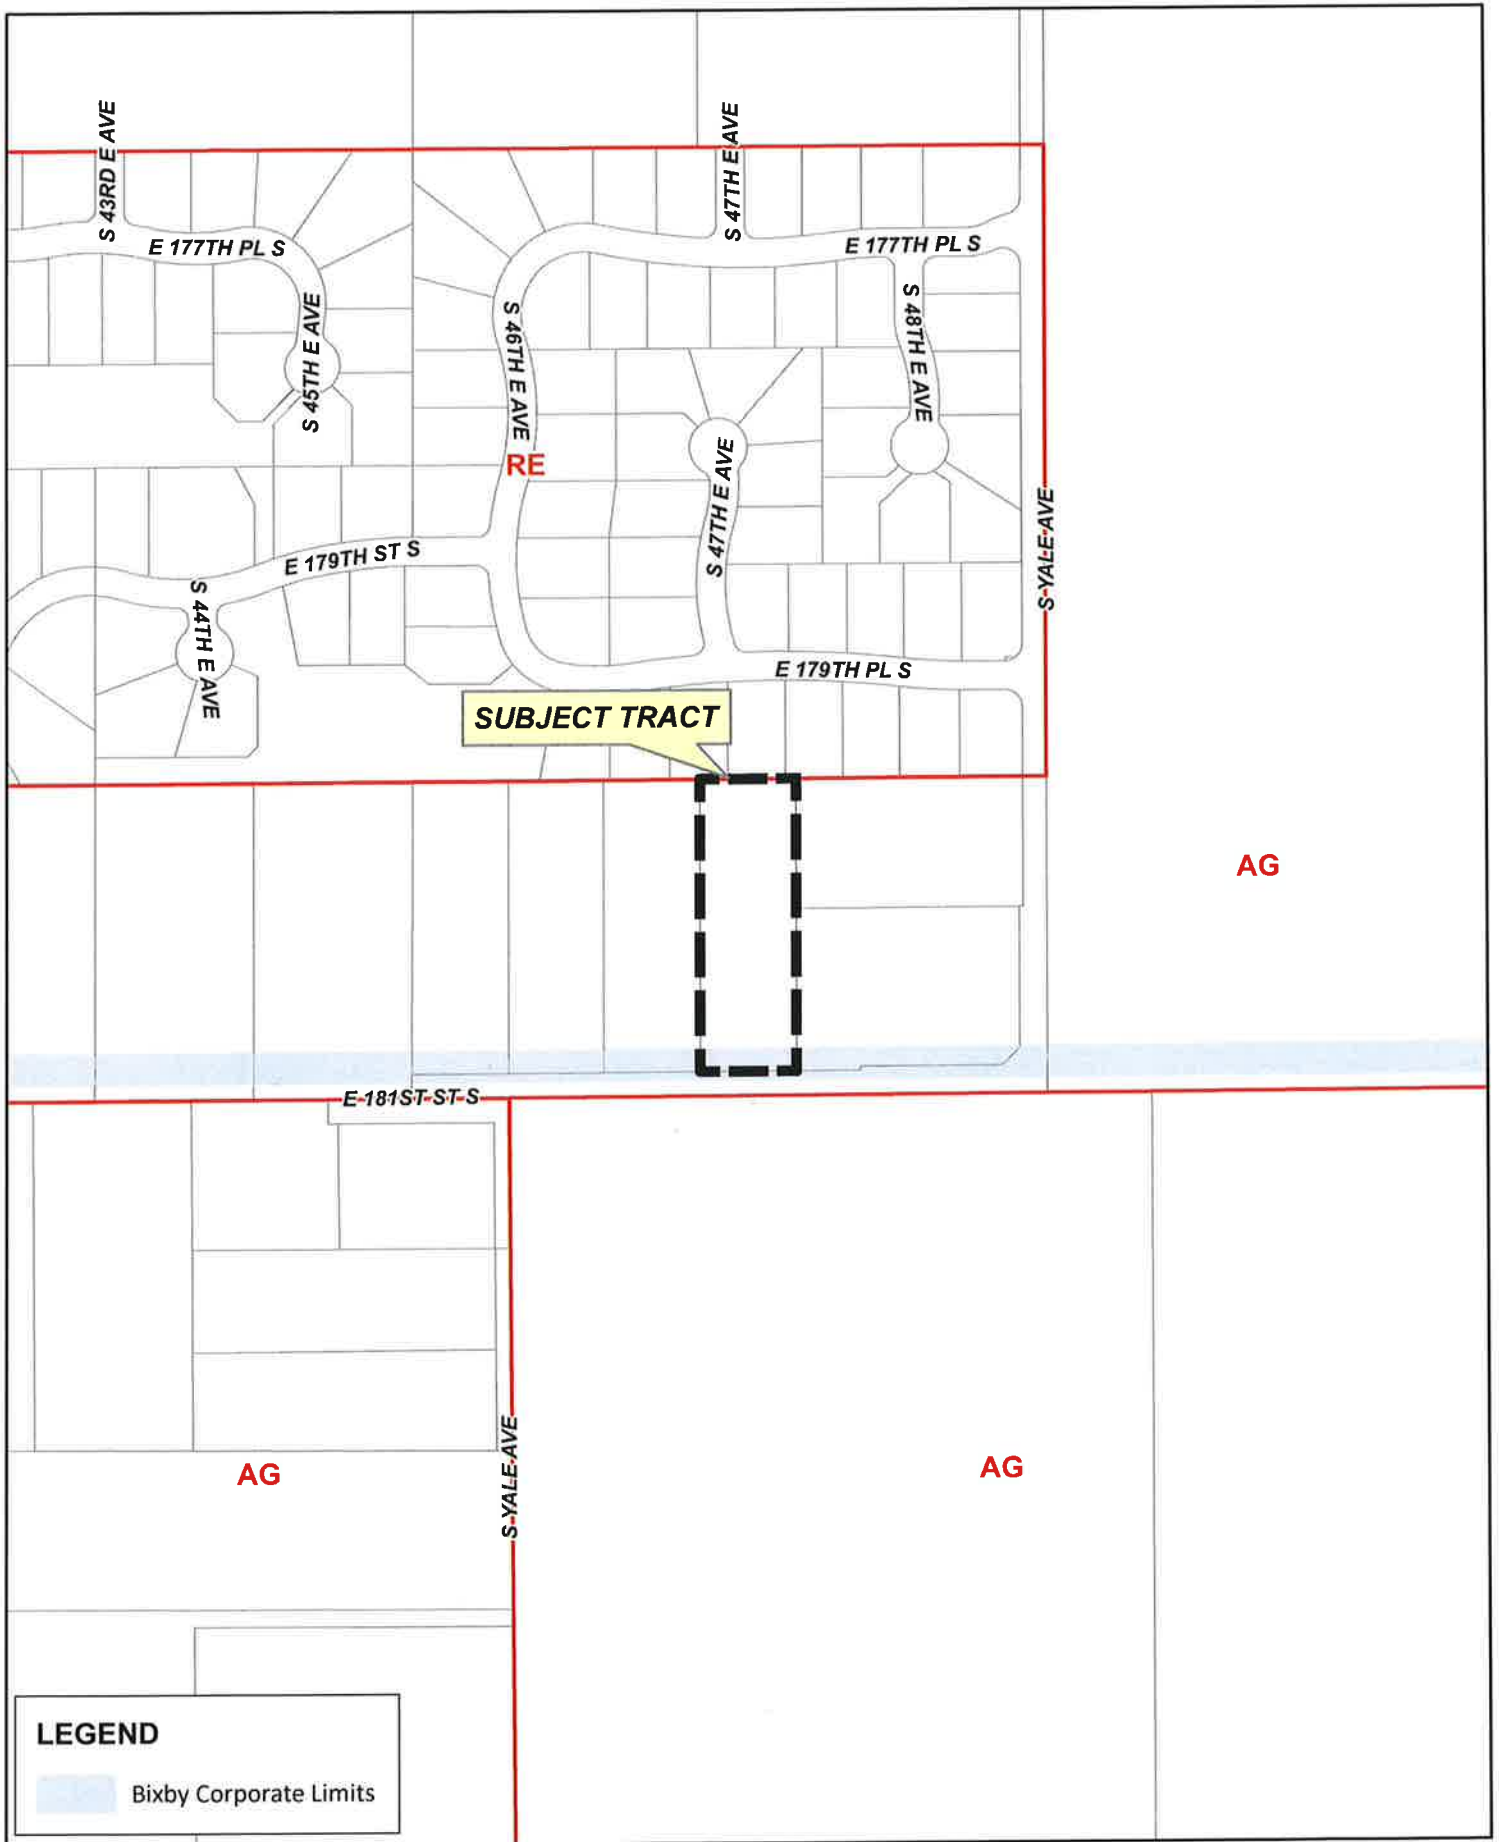 S 43RD E AVE
S 47TH E AVE
E 177TH PL S
E 177TH PL S
S 45TH E AVE
S 46TH E AVE
S 48TH E AVE
RE
S 47TH E AVE
S YALE AVE
E 179TH ST S
S 44TH E AVE
E 179TH PL S
SUBJECT TRACT
AG
E 181ST ST S
AG
S YALE AVE
AG
LEGEND
Bixby Corporate Limits